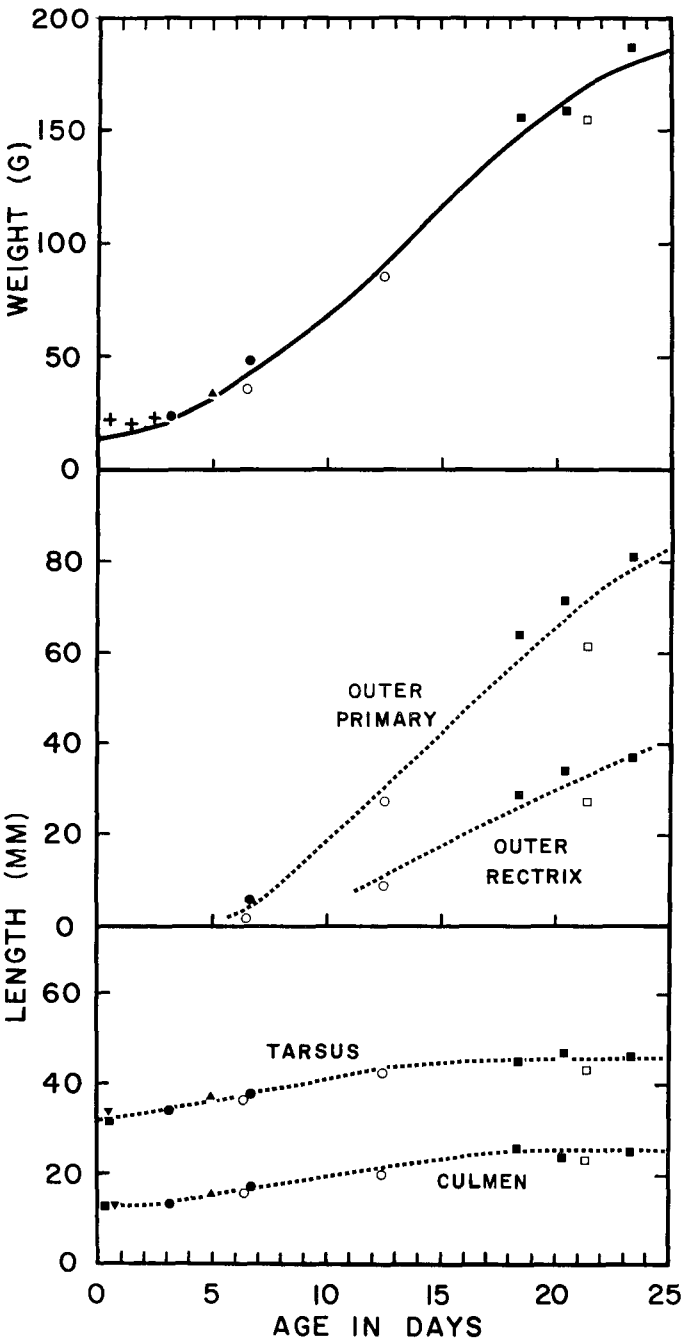 200
150
100
50
0
WEIGHT (G)
80
60
40
20
0
OUTER
PRIMARY
OUTER
RECTRIX
LENGTH (MM)
60
40
20
0
TARSUS
CULMEN
0 5 10 15 20 25
AGE IN DAYS